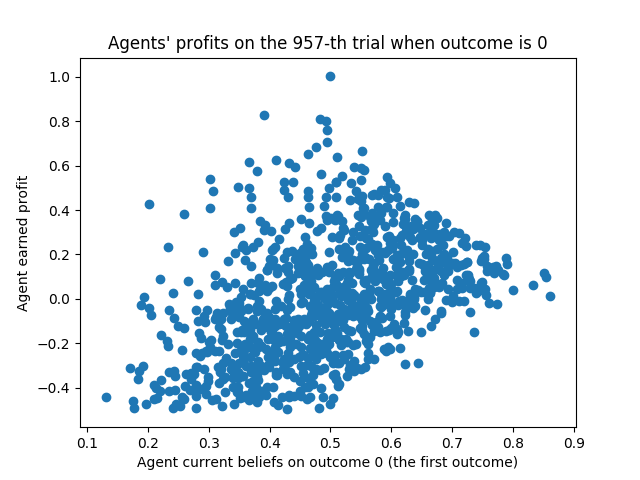 Agents' profits on the 957-th trial when outcome is 0
1.0
0.8
0.6
0.4
0.2
0.0
−0.2
−0.4
Agent earned profit
0.1 0.2 0.3 0.4 0.5 0.6 0.7 0.8 0.9
Agent current beliefs on outcome 0 (the first outcome)